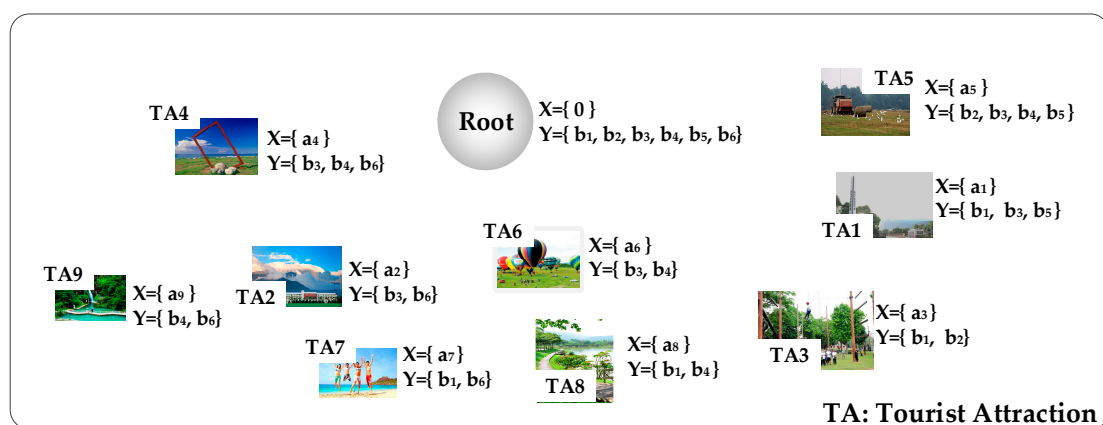 TA4
X={ a4 }
Y={ b3, b4, b6}
Root
X={ 0 }
Y={ b1, b2, b3, b4, b5, b6}
TA5
X={ a5 }
Y={ b2, b3, b4, b5}
TA1
X={ a1 }
Y={ b1, b3, b5}
TA9
X={ a9 }
Y={ b4, b6}
TA2
X={ a2 }
Y={ b3, b6}
TA6
X={ a6 }
Y={ b3, b4}
TA7
X={ a7 }
Y={ b1, b6}
TA8
X={ a8 }
Y={ b1, b4}
TA3
X={ a3 }
Y={ b1, b2}
TA: Tourist Attraction